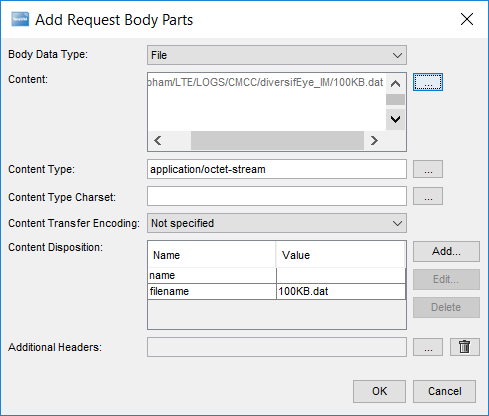 Add Request Body Parts
Body Data Type: File
Content: oham/LTE/LOGS/CMCC/diversifEye_IM/100KB.dat ...
Content Type: application/octet-stream ...
Content Type Charset: ...
Content Transfer Encoding: Not specified
Content Disposition:
Name Value Add...
name Edit...
filename 100KB.dat Delete
Additional Headers: ...
OK Cancel